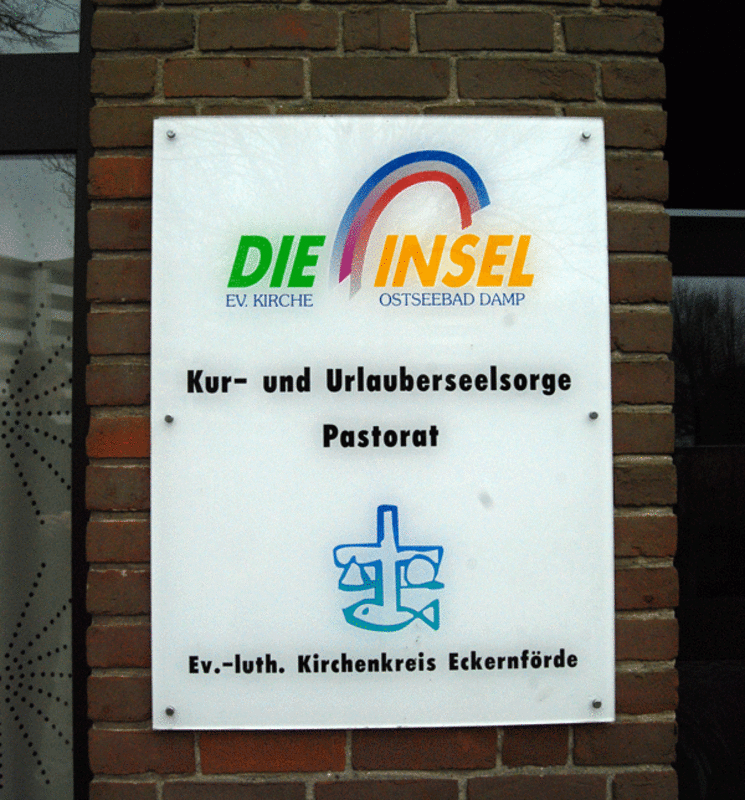 DIE INSEL
EV. KIRCHE OSTSEEBAD DAMP
Kur- und Urlauberseelsorge
Pastorat
Ev.-luth. Kirchenkreis Eckernförde